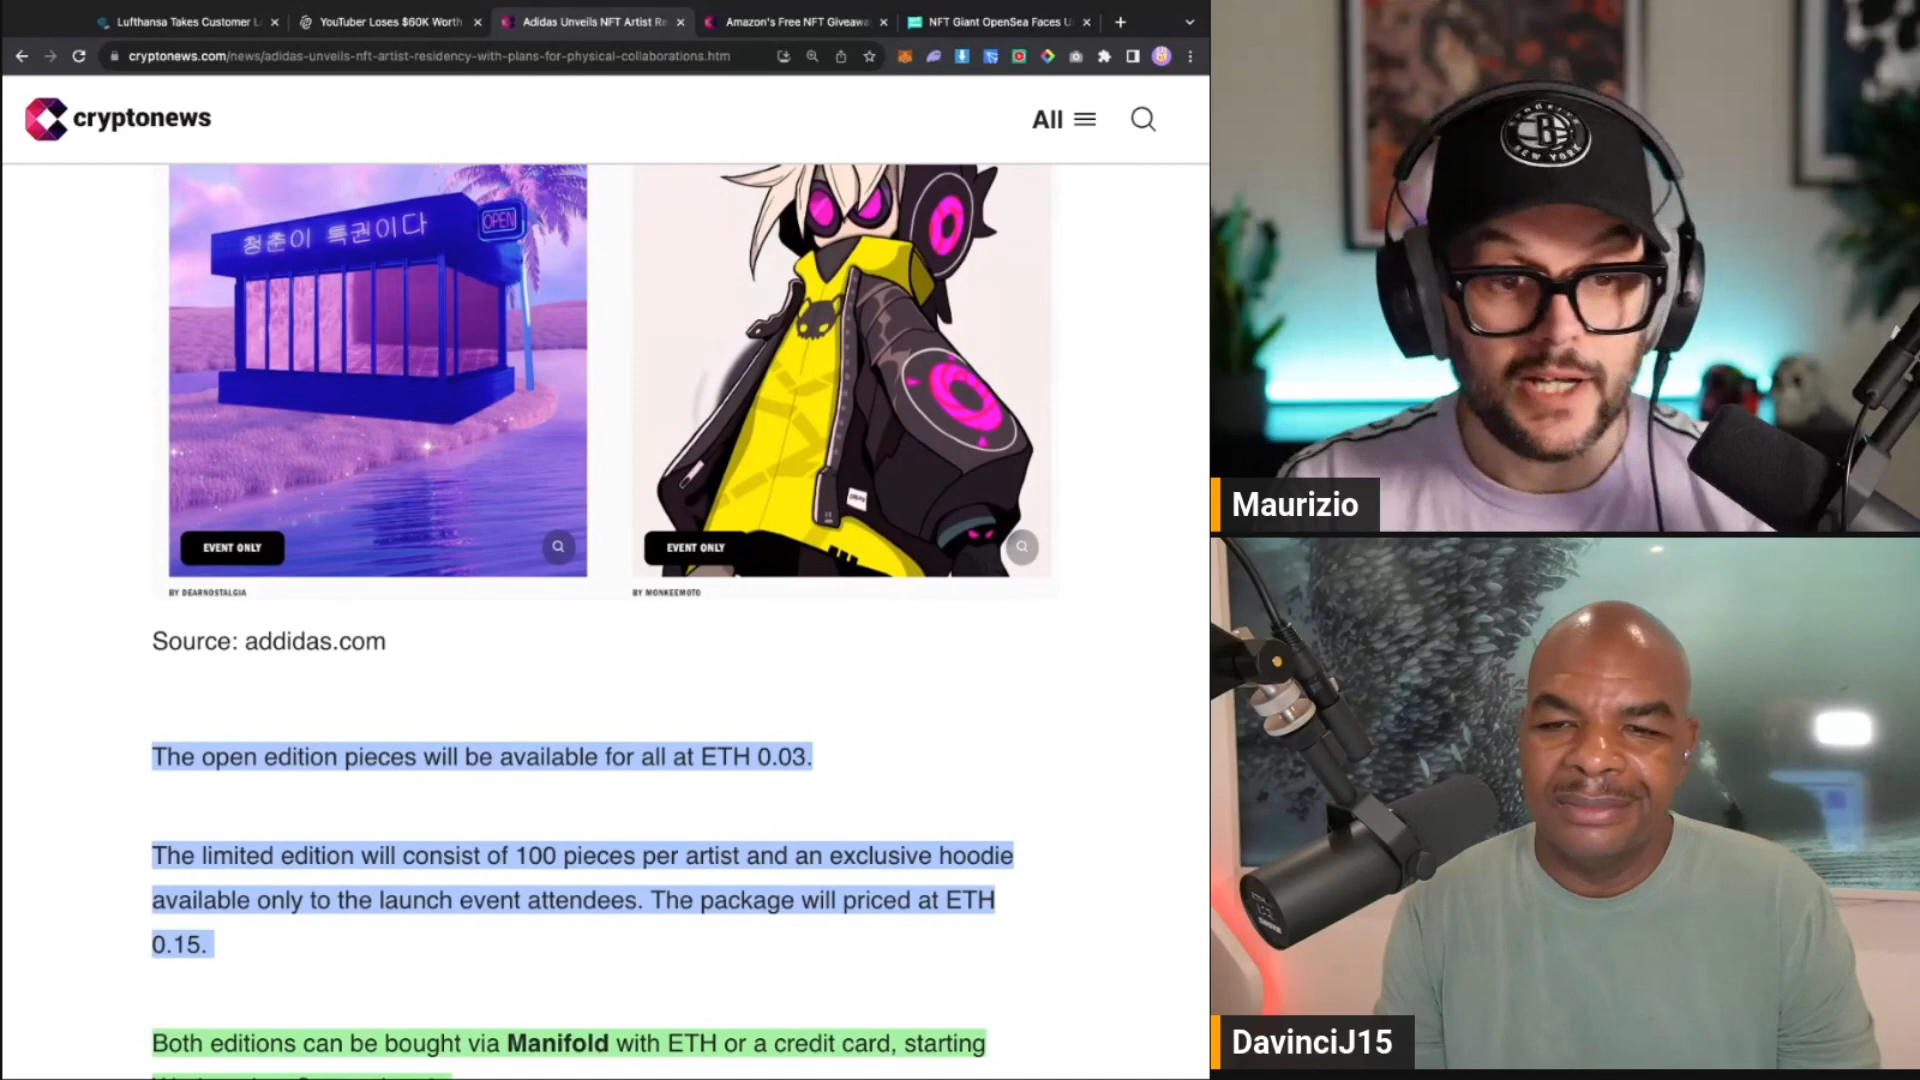 Lufthansa Takes Customer L
YouTuber Loses $60K Worth
Adidas Unveils NFT Artist Re
Amazon's Free NFT Giveawa
NFT Giant OpenSea Faces U
cryptonews.com/news/adidas-unveils-nft-artist-residency-with-plans-for-physical-collaborations.htm
cryptonews
All
청춘이 특권이다
OPEN
EVENT ONLY
EVENT ONLY
BY DEARNOSTALGIA
BY MONKEEMOTO
Source: addidas.com
The open edition pieces will be available for all at ETH 0.03.
The limited edition will consist of 100 pieces per artist and an exclusive hoodie
available only to the launch event attendees. The package will priced at ETH
0.15.
Both editions can be bought via Manifold with ETH or a credit card, starting
BROOKLYN
B
NEW YORK
Maurizio
DavinciJ15